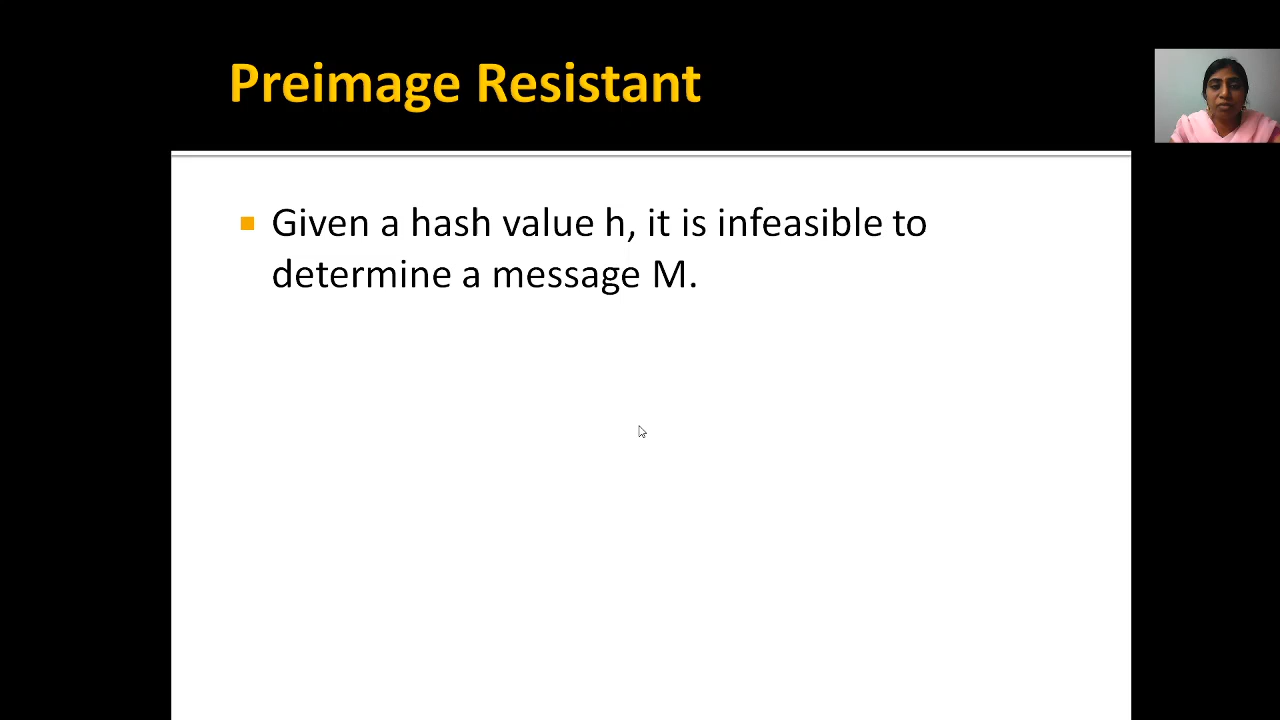 Preimage Resistant
Given a hash value h, it is infeasible to
determine a message M.